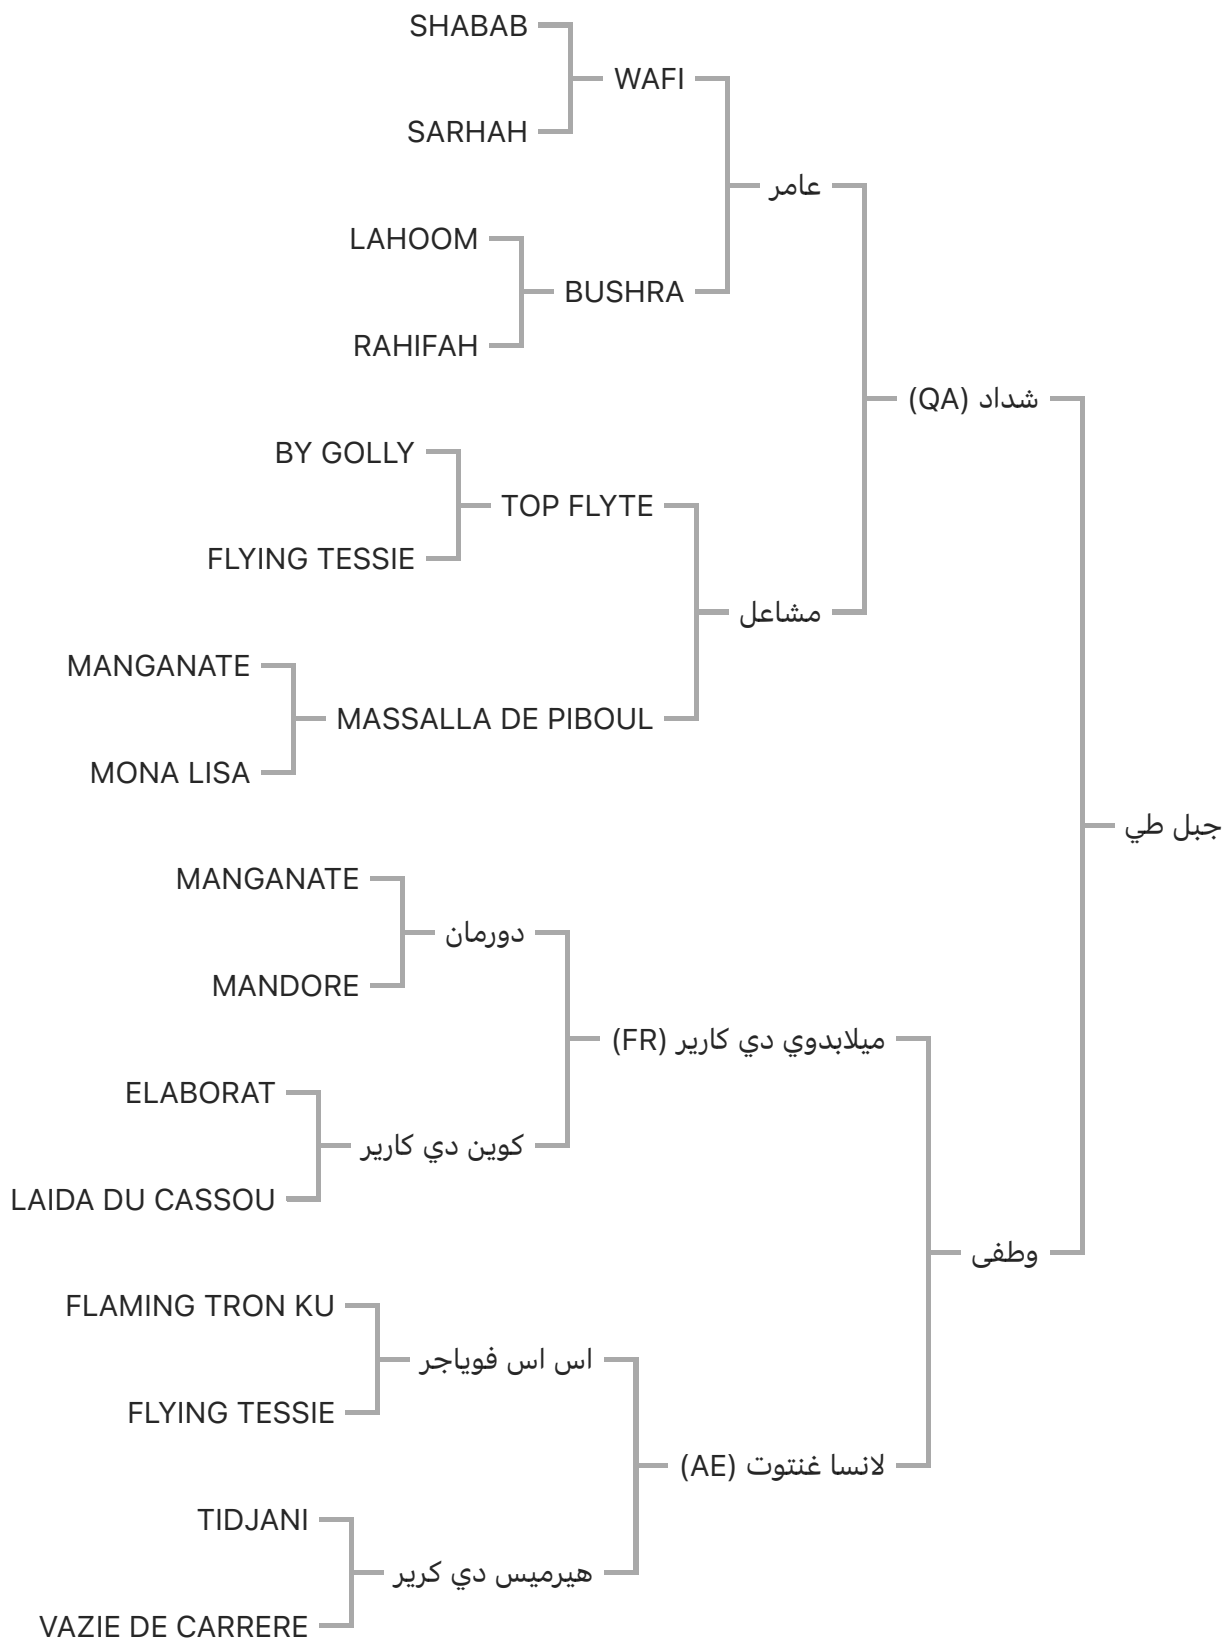 SHABAB
WAFI
SARHAH
عامر
LAHOOM
BUSHRA
RAHIFAH
شداد (QA)
BY GOLLY
TOP FLYTE
FLYING TESSIE
مشاعل
MANGANATE
MASSALLA DE PIBOUL
MONA LISA
جبل طي
MANGANATE
دورمان
MANDORE
ميلابدوي دي كارير (FR)
ELABORAT
كوين دي كارير
LAIDA DU CASSOU
وطفى
FLAMING TRON KU
اس اس فوياجر
FLYING TESSIE
لانسا غنتوت (AE)
TIDJANI
هيرميس دي كرير
VAZIE DE CARRERE